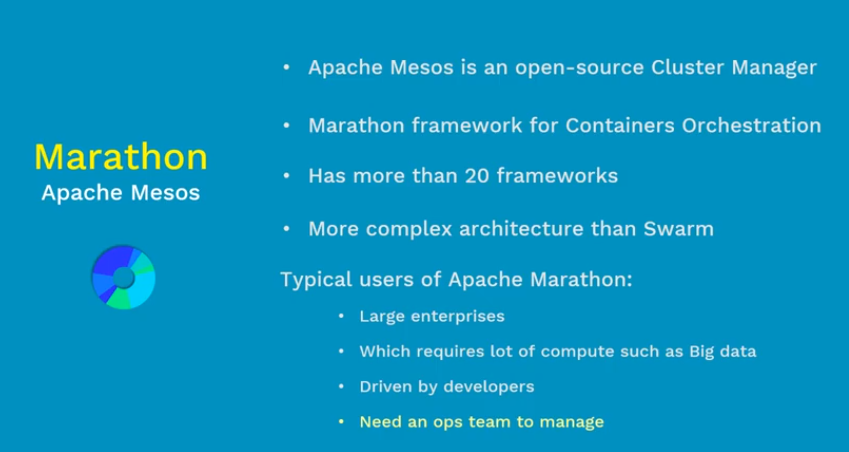 Marathon
Apache Mesos
• Apache Mesos is an open-source Cluster Manager
• Marathon framework for Containers Orchestration
• Has more than 20 frameworks
• More complex architecture than Swarm
Typical users of Apache Marathon:
• Large enterprises
• Which requires lot of compute such as Big data
• Driven by developers
• Need an ops team to manage